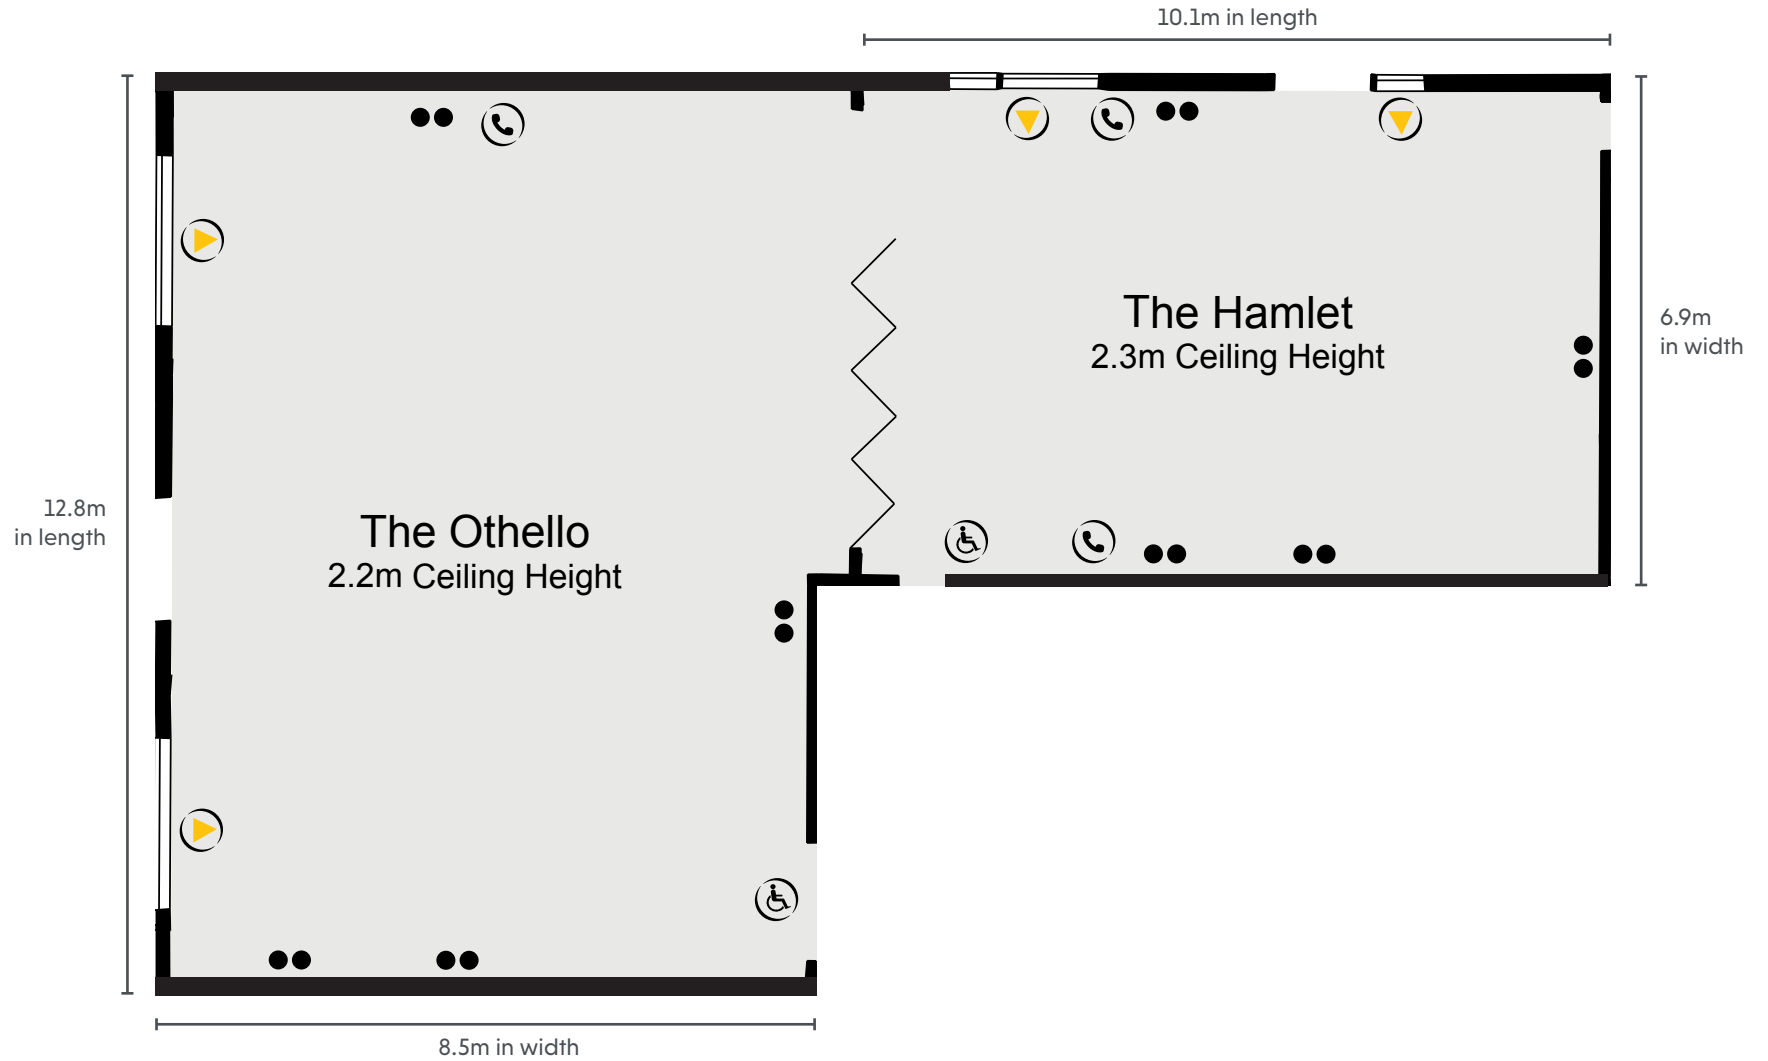 10.1m in length
The Hamlet
2.3m Ceiling Height
6.9m
in width
12.8m
in length
The Othello
2.2m Ceiling Height
8.5m in width